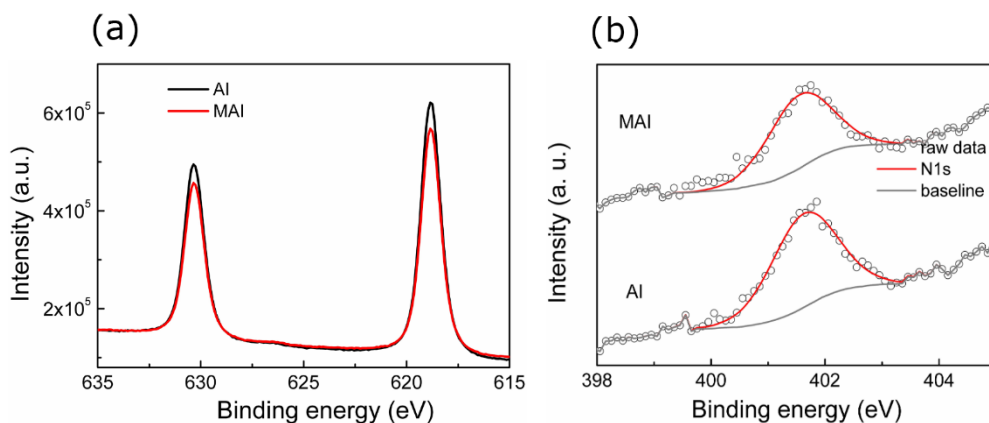 (a)
AI
MAI
6x10⁵
4x10⁵
2x10⁵
Intensity (a.u.)
635 630 625 620 615
Binding energy (eV)
(b)
MAI
raw data
N1s
baseline
AI
Intensity (a. u.)
398 400 402 404
Binding energy (eV)